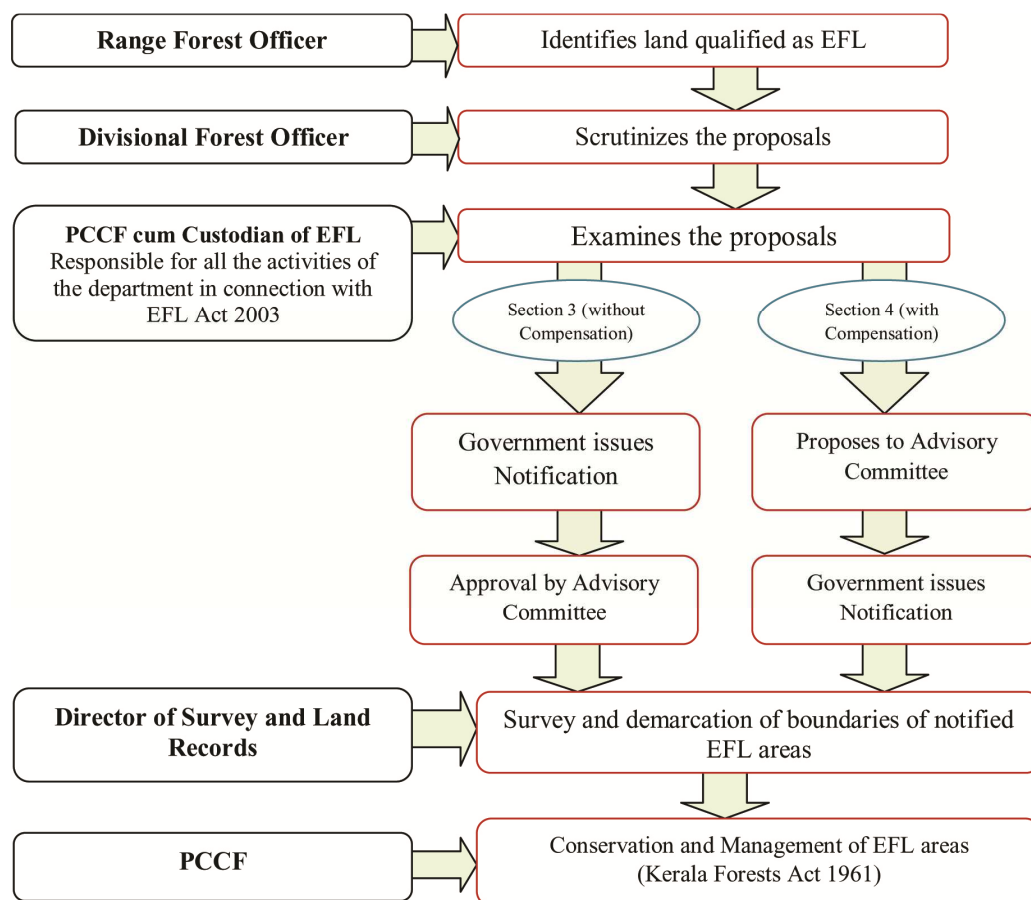 Range Forest Officer
Identifies land qualified as EFL
Divisional Forest Officer
Scrutinizes the proposals
PCCF cum Custodian of EFL
Responsible for all the activities of
the department in connection with
EFL Act 2003
Examines the proposals
Section 3 (without
Compensation)
Section 4 (with
Compensation)
Government issues
Notification
Proposes to Advisory
Committee
Approval by Advisory
Committee
Government issues
Notification
Director of Survey and Land
Records
Survey and demarcation of boundaries of notified
EFL areas
PCCF
Conservation and Management of EFL areas
(Kerala Forests Act 1961)